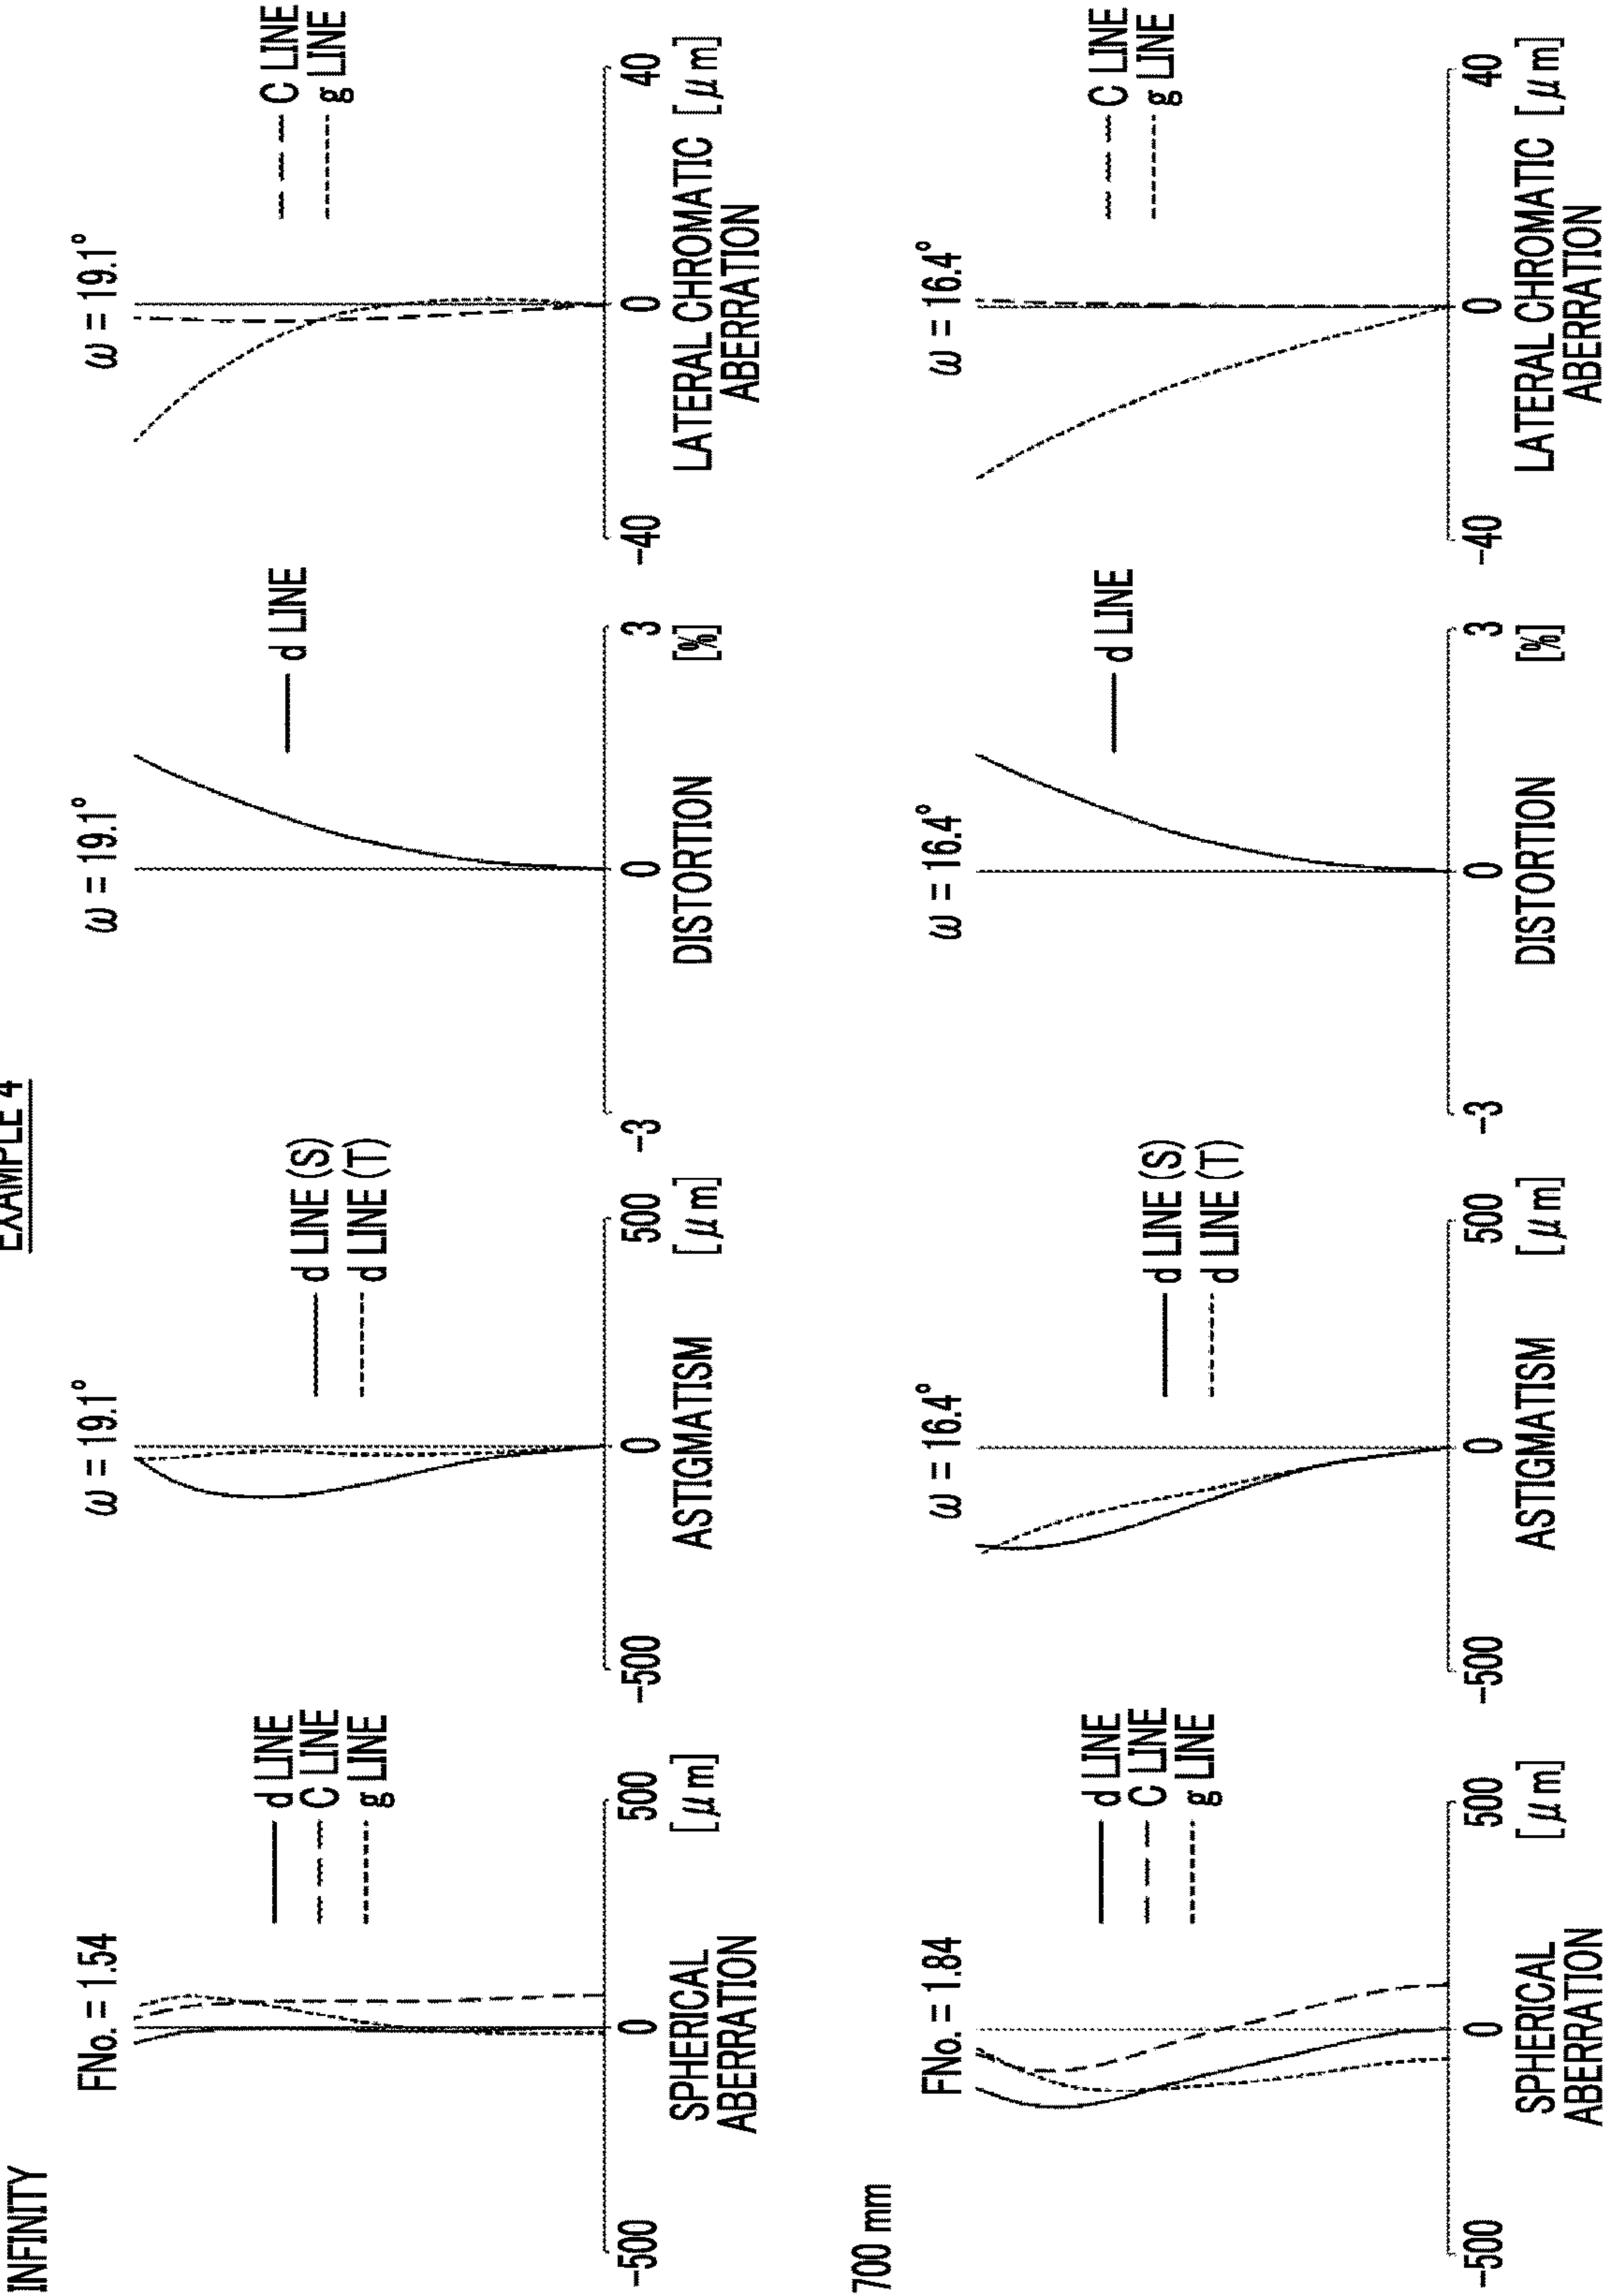 EXAMPLE 4
INFINITY
FNo. = 1.54
d LINE
C LINE
g LINE
-500
0
500
[μm]
SPHERICAL
ABERRATION
ω = 19.1°
d LINE (S)
d LINE (T)
-500
0
500
[μm]
ASTIGMATISM
ω = 19.1°
d LINE
-3
0
3
[%]
DISTORTION
ω = 19.1°
C LINE
g LINE
-40
0
40
[μm]
LATERAL CHROMATIC
ABERRATION
700 mm
FNo. = 1.84
d LINE
C LINE
g LINE
-500
0
500
[μm]
SPHERICAL
ABERRATION
ω = 16.4°
d LINE (S)
d LINE (T)
-500
0
500
[μm]
ASTIGMATISM
ω = 16.4°
d LINE
-3
0
3
[%]
DISTORTION
ω = 16.4°
C LINE
g LINE
-40
0
40
[μm]
LATERAL CHROMATIC
ABERRATION